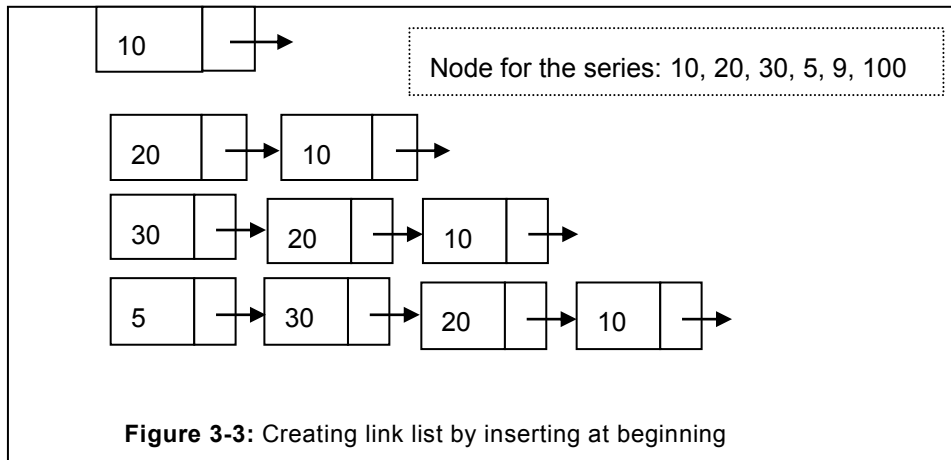 10
Node for the series: 10, 20, 30, 5, 9, 100
20 10
30 20 10
5 30 20 10
Figure 3-3: Creating link list by inserting at beginning